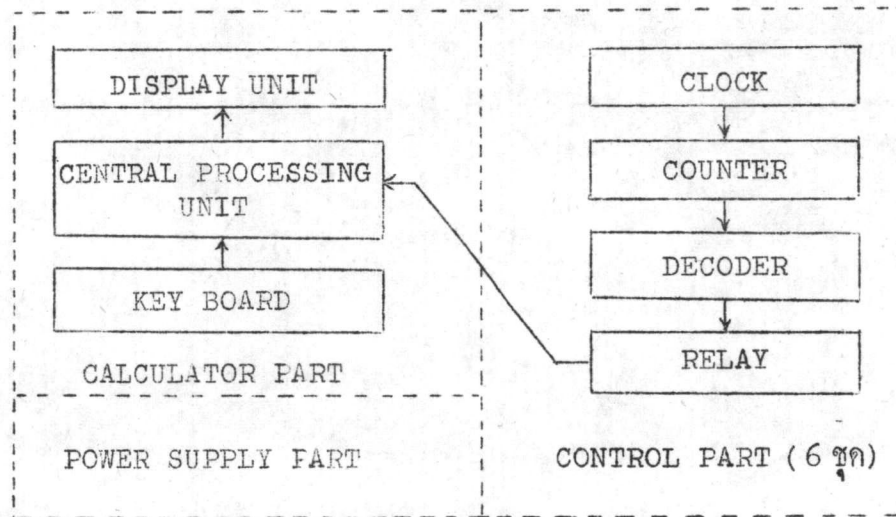 DISPLAY UNIT
CENTRAL PROCESSING
UNIT
KEY BOARD
CALCULATOR PART
POWER SUPPLY PART
CLOCK
COUNTER
DECODER
RELAY
CONTROL PART (6 ชุด)